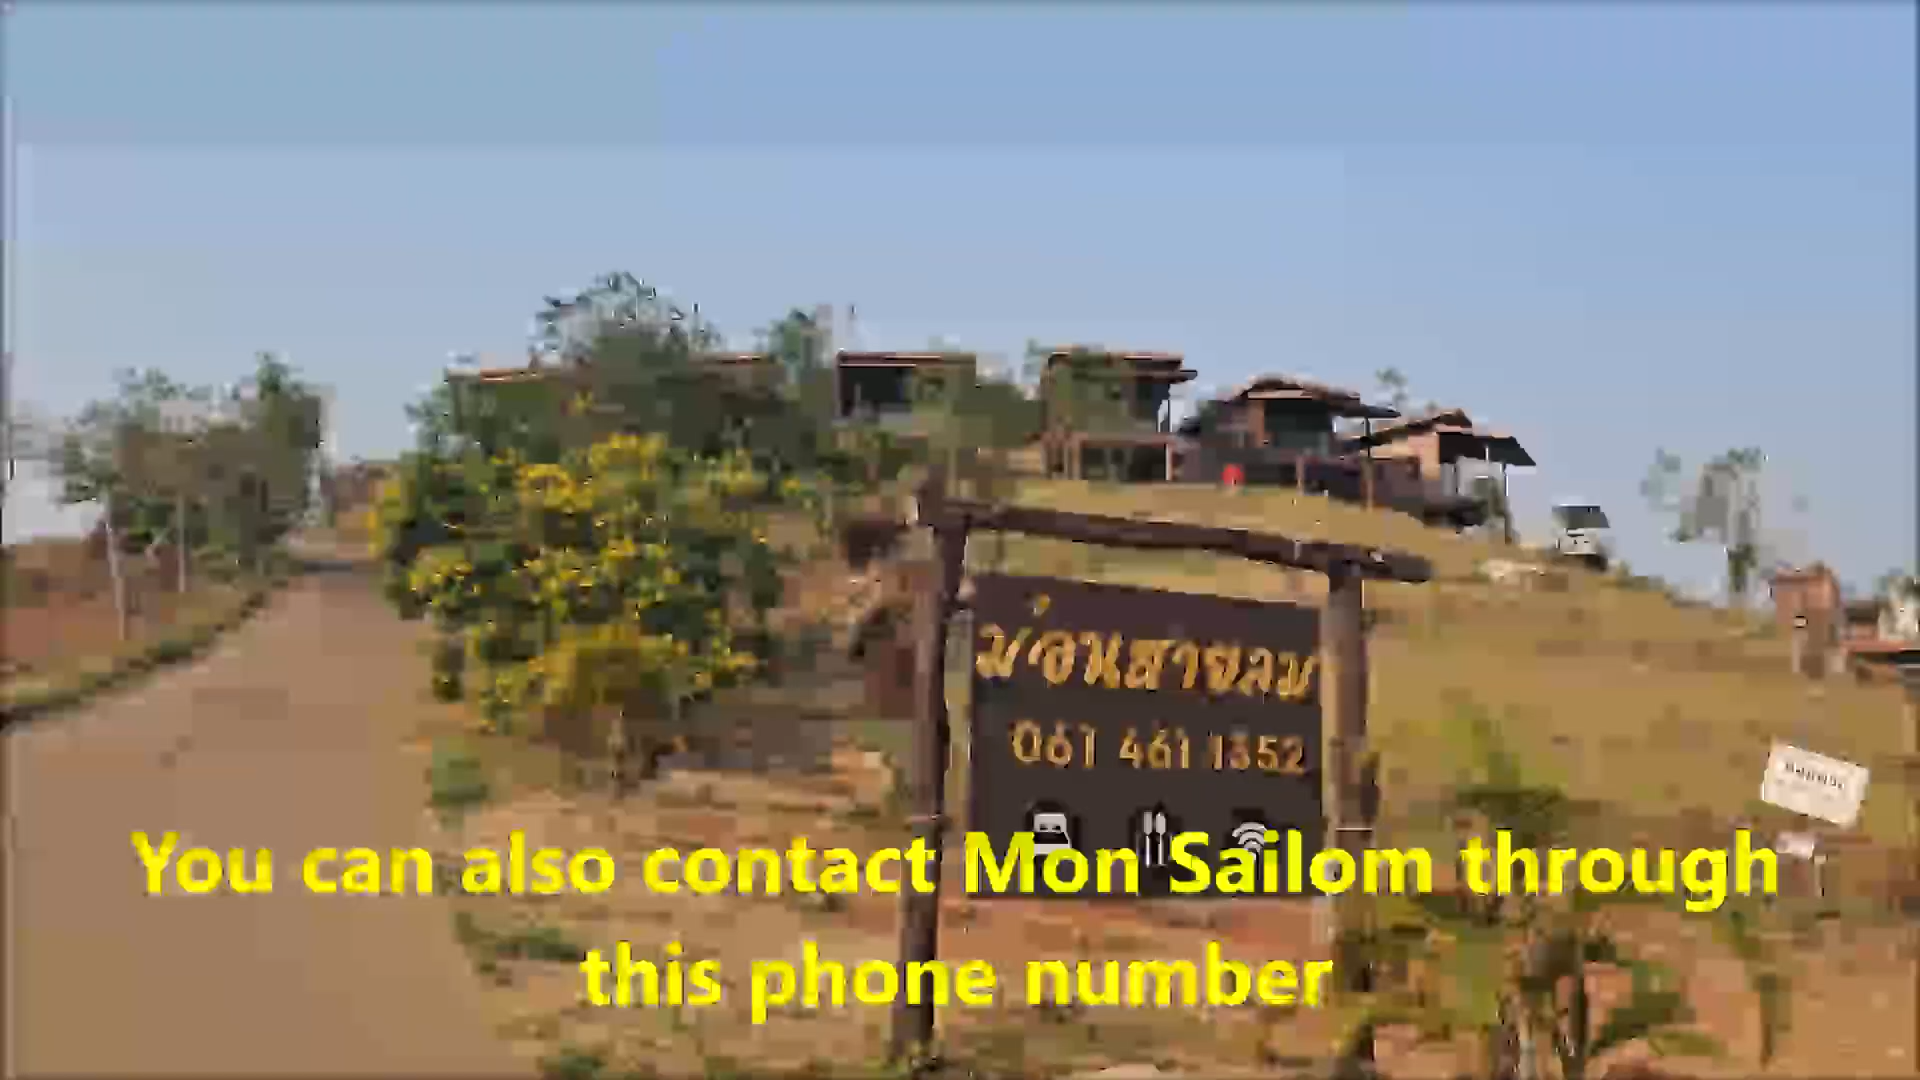 ม่อนสายลม
061 461 1352
You can also contact Mon Sailom through
this phone number